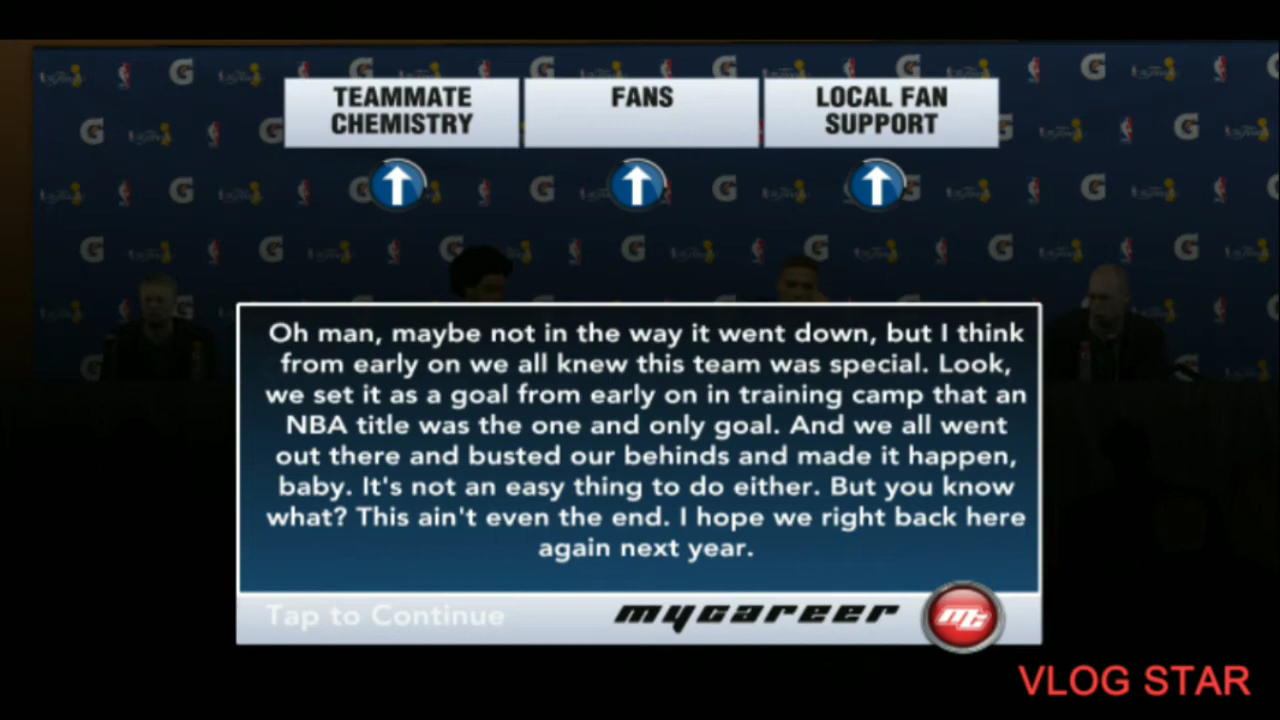 TEAMMATE
CHEMISTRY
FANS
LOCAL FAN
SUPPORT
Oh man, maybe not in the way it went down, but I think
from early on we all knew this team was special. Look,
we set it as a goal from early on in training camp that an
NBA title was the one and only goal. And we all went
out there and busted our behinds and made it happen,
baby. It's not an easy thing to do either. But you know
what? This ain't even the end. I hope we right back here
again next year.
Tap to Continue
mycareer
MC
VLOG STAR